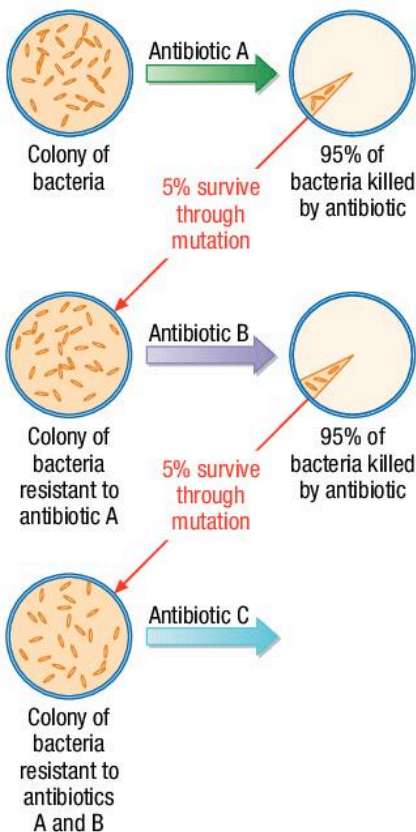 Antibiotic A
Colony of
bacteria
95% of
bacteria killed
by antibiotic
5% survive
through
mutation
Antibiotic B
Colony of
bacteria
resistant to
antibiotic A
95% of
bacteria killed
by antibiotic
5% survive
through
mutation
Antibiotic C
Colony of
bacteria
resistant to
antibiotics
A and B